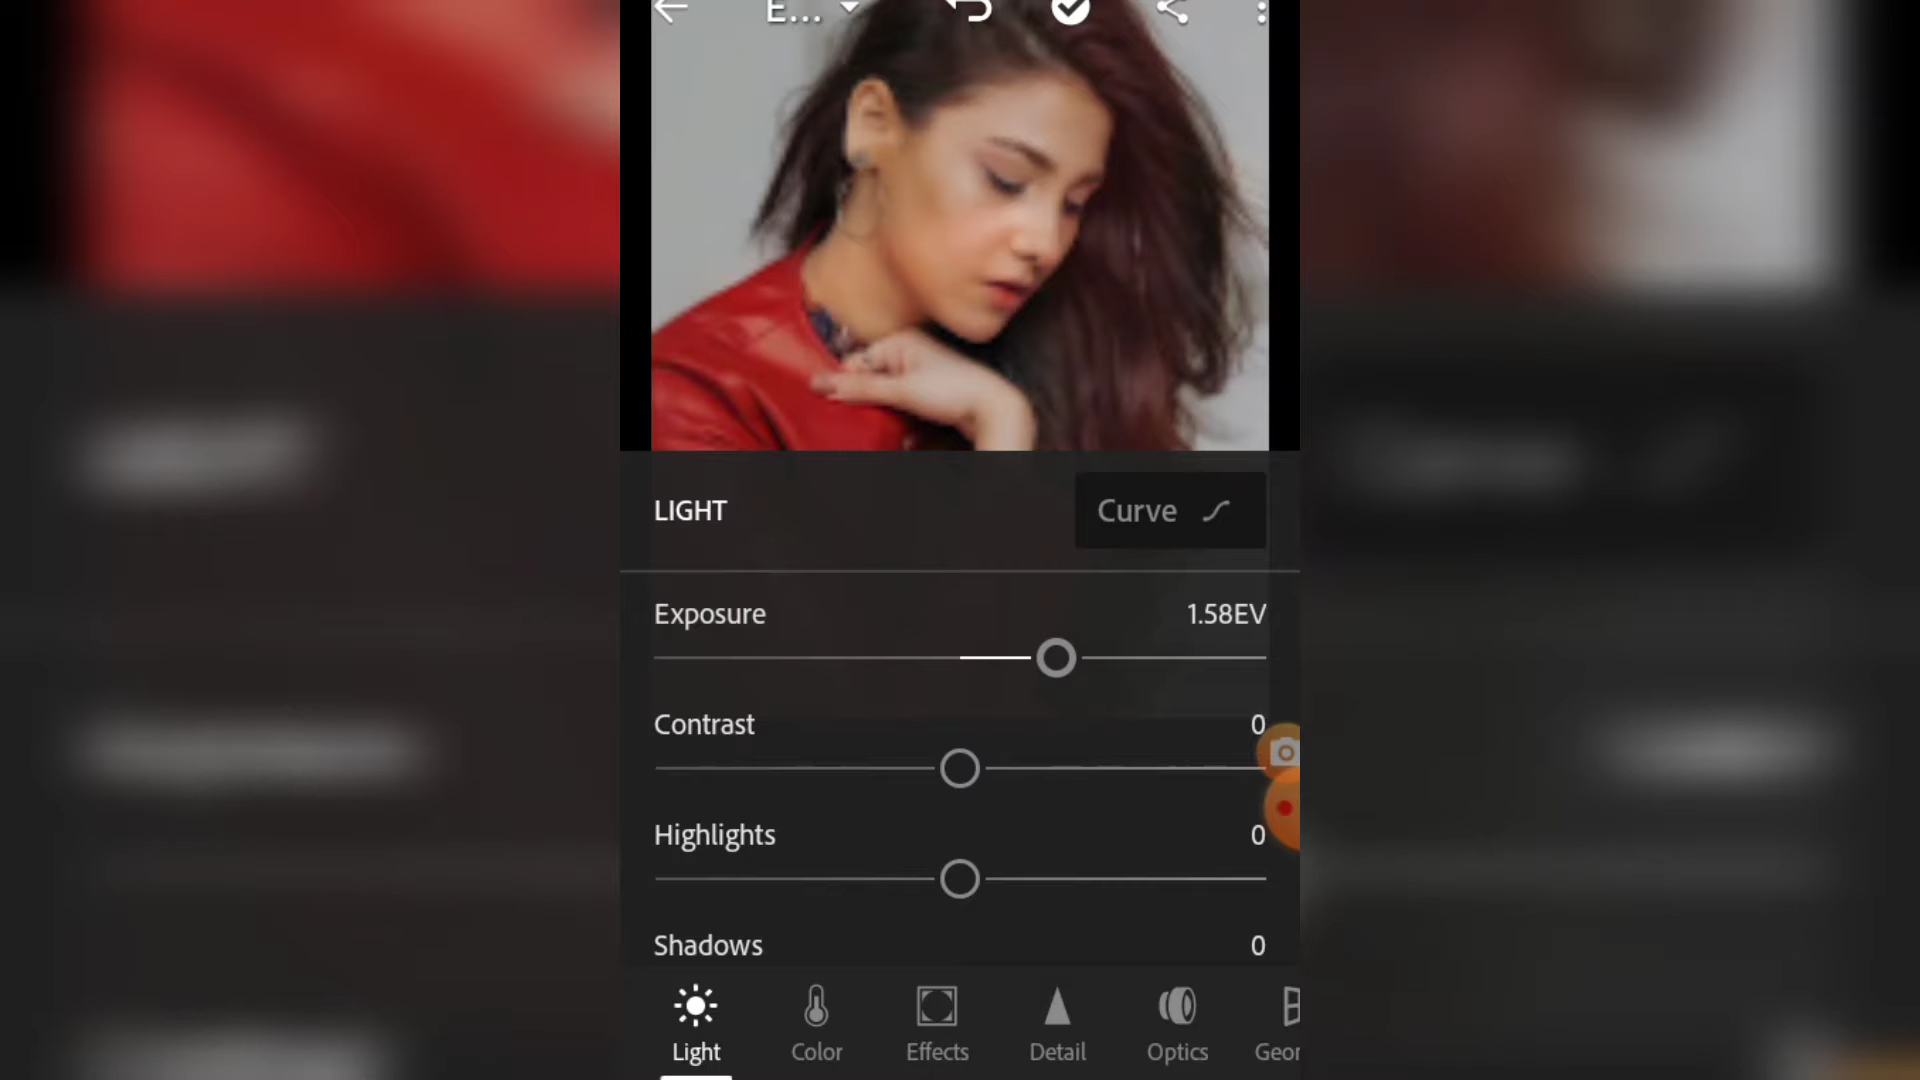 E...
LIGHT
Curve
Exposure 1.58EV
Contrast 0
Highlights 0
Shadows 0
Light Color Effects Detail Optics Geor